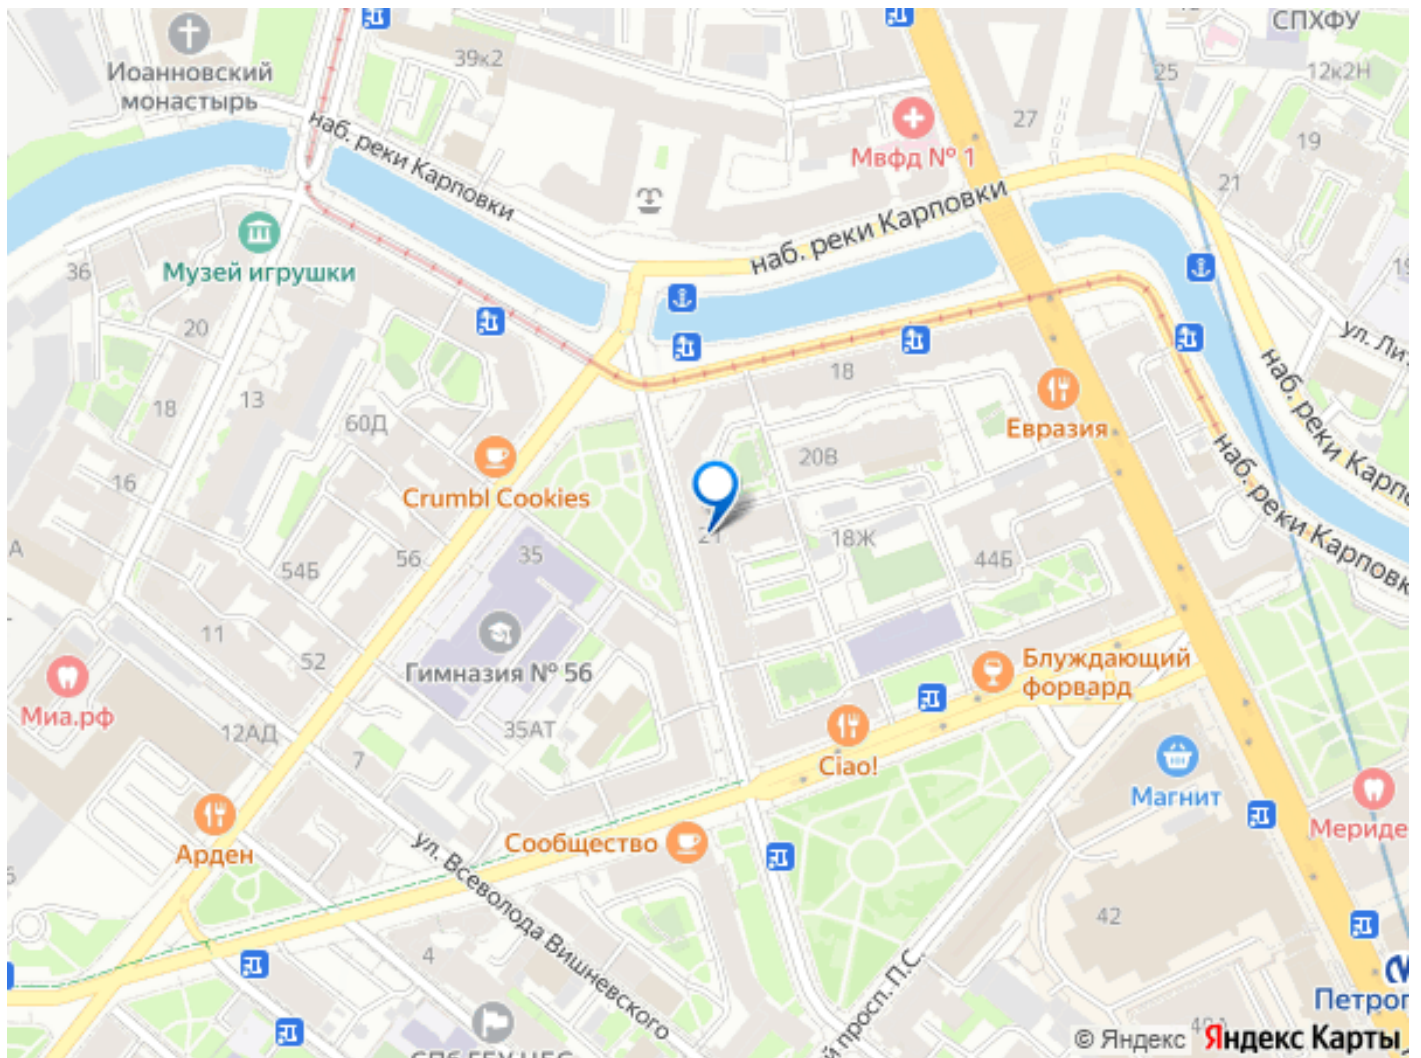 СПХФУ
Иоанновский
монастырь
39к2
25
12к2Н
27
19
Мвфд № 1
наб. реки Карповки
21
наб. реки Карповки
36
Музей игрушки
20
18
13
60Д
18
Евразия
наб. реки Карповки
20В
16
Crumbl Cookies
наб. реки Карповк
21
18Ж
44Б
35
54Б
56
11
52
Гимназия № 56
Блуждающий
форвард
Миа.рф
12АД
35АТ
7
Ciao!
Магнит
Сообщество
Арден
Мериде
ул. Всеволода Вишневского
42
4
й просп. П.С.
Петрог
© Яндекс
Яндекс Карты